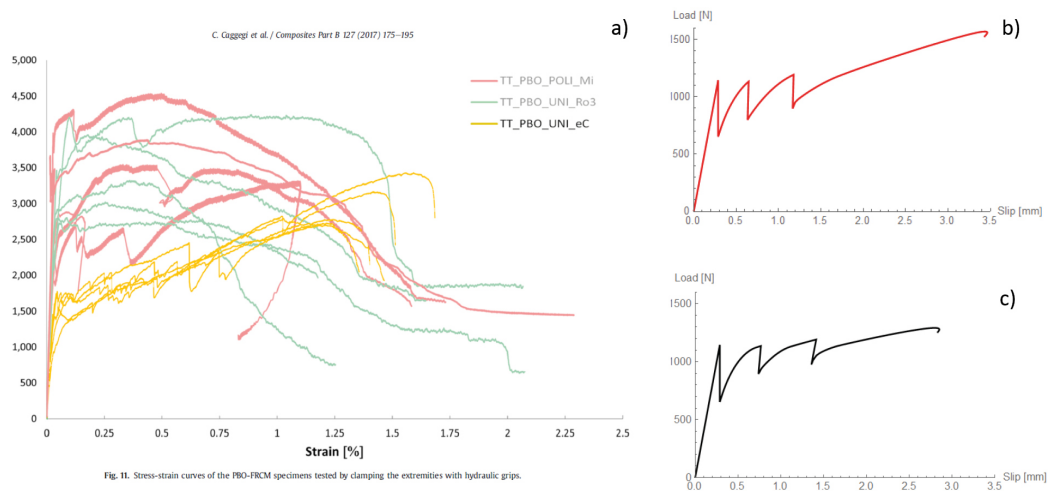 C. Caggegi et al. / Composites Part B 127 (2017) 175–195
a)
5,000
4,500
4,000
3,500
3,000
2,500
2,000
1,500
1,000
500
0
TT_PBO_POLI_Mi
TT_PBO_UNI_Ro3
TT_PBO_UNI_eC
0 0.25 0.5 0.75 1 1.25 1.5 1.75 2 2.25 2.5
Strain [%]
Fig. 11. Stress-strain curves of the PBO-FRCM specimens tested by clamping the extremities with hydraulic grips.
Load [N]
b)
1500
1000
500
0
0.0 0.5 1.0 1.5 2.0 2.5 3.0 3.5
Slip [mm]
Load [N]
c)
1500
1000
500
0
0.0 0.5 1.0 1.5 2.0 2.5 3.0 3.5
Slip [mm]